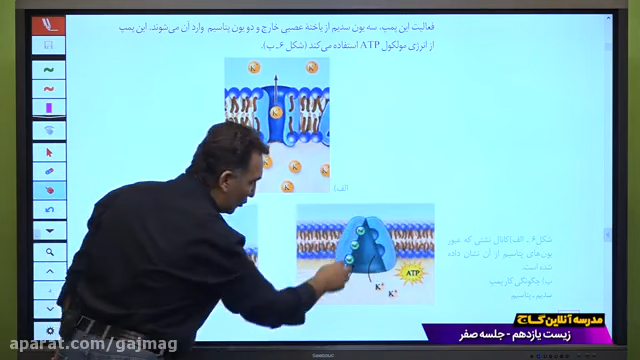 فعالیت این پمپ، سه یون سدیم از یاختهٔ عصبی خارج و دو یون پتاسیم وارد آن می‌شوند. این پمپ
از انرژی مولکول ATP استفاده می‌کند (شکل ۶ـ ب).
K⁺
K⁺
K⁺
K⁺
K⁺
K⁺
K⁺
الف)
شکل ۶ ـ الف) کانال نشتی که عبور
یون‌های پتاسیم از آن نشان داده
شده است.
ب) چگونگی کار پمپ
سدیم ـ پتاسیم
ATP
K⁺
K⁺
مدرسه آنلاین گاج
زیست یازدهم - جلسه صفر
aparat.com/gajmag